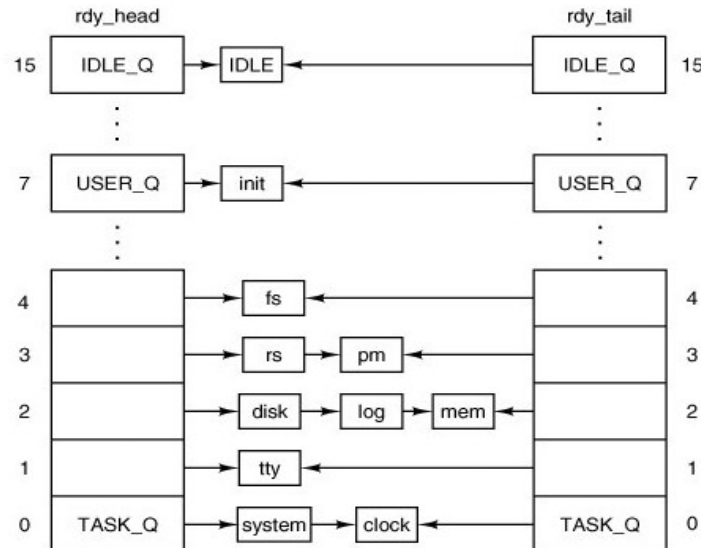 rdy_head rdy_tail
15 IDLE_Q IDLE IDLE_Q 15
7 USER_Q init USER_Q 7
4 fs 4
3 rs pm 3
2 disk log mem 2
1 tty 1
0 TASK_Q system clock TASK_Q 0